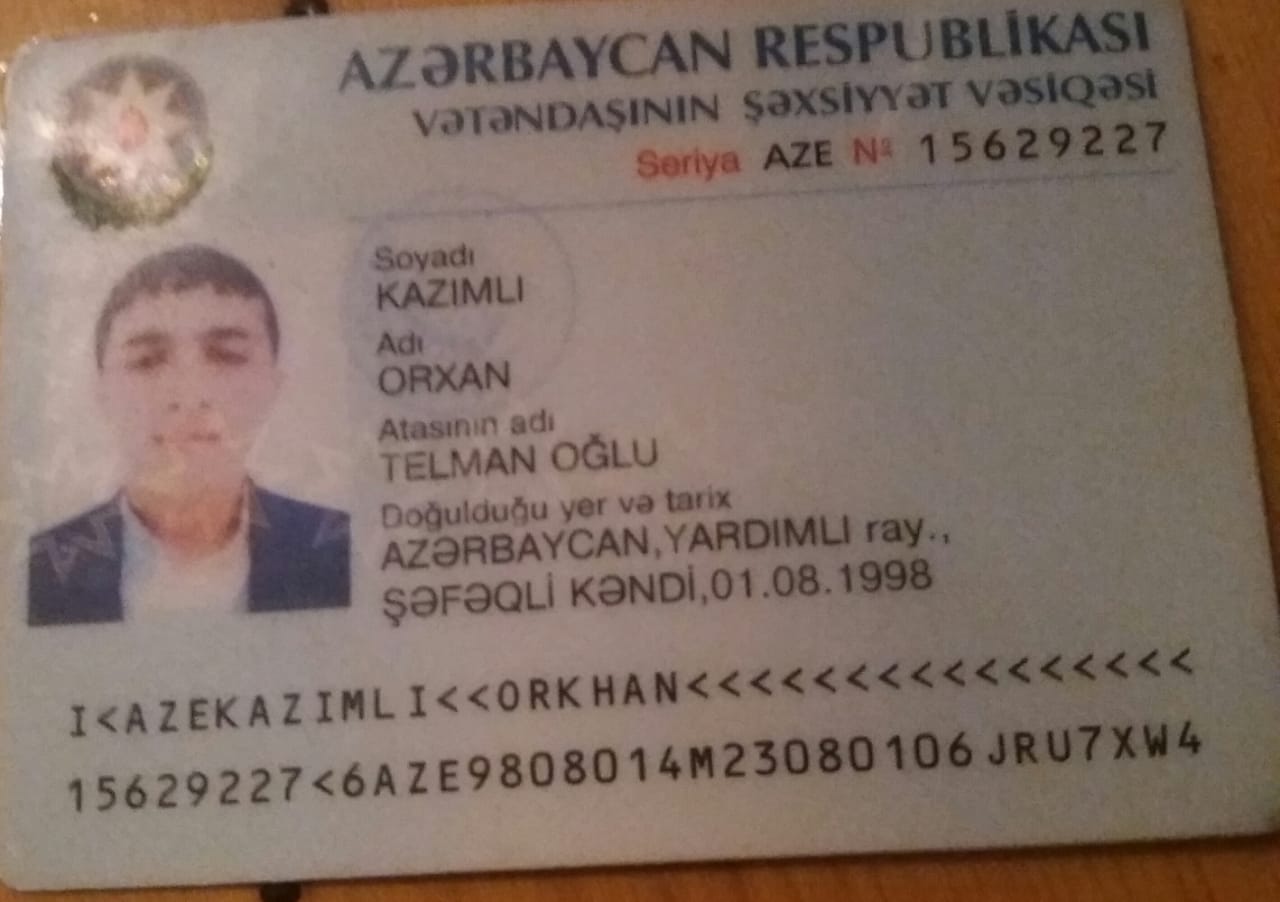 AZƏRBAYCAN RESPUBLİKASI
VƏTƏNDAŞININ ŞƏXSİYYƏT VƏSİQƏSİ
Seriya AZE № 15629227
Soyadı
KAZIMLI
Adı
ORXAN
Atasının adı
TELMAN OĞLU
Doğulduğu yer və tarix
AZƏRBAYCAN,YARDIMLI ray.,
ŞƏFƏQLİ KƏNDİ,01.08.1998
I<AZEKAZIMLI<<ORKHAN<<<<<<<<<<<<<<<<
15629227<6AZE9808014M23080106JRU7XW4